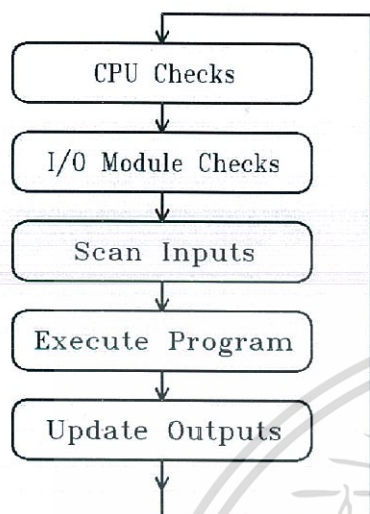 CPU Checks
I/O Module Checks
Scan Inputs
Execute Program
Update Outputs